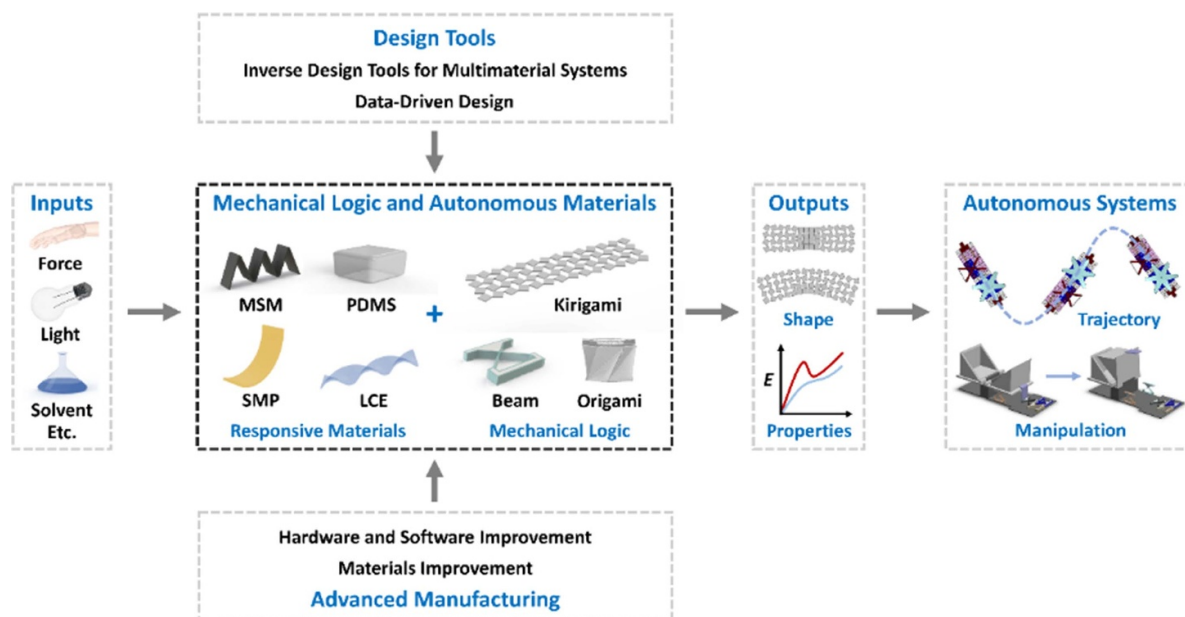 Design Tools
Inverse Design Tools for Multimaterial Systems
Data-Driven Design
Inputs
Force
Light
Solvent
Etc.
Mechanical Logic and Autonomous Materials
MSM
PDMS
+
Kirigami
SMP
LCE
Beam
Origami
Responsive Materials
Mechanical Logic
Outputs
Shape
E
Properties
Autonomous Systems
Trajectory
Manipulation
Hardware and Software Improvement
Materials Improvement
Advanced Manufacturing